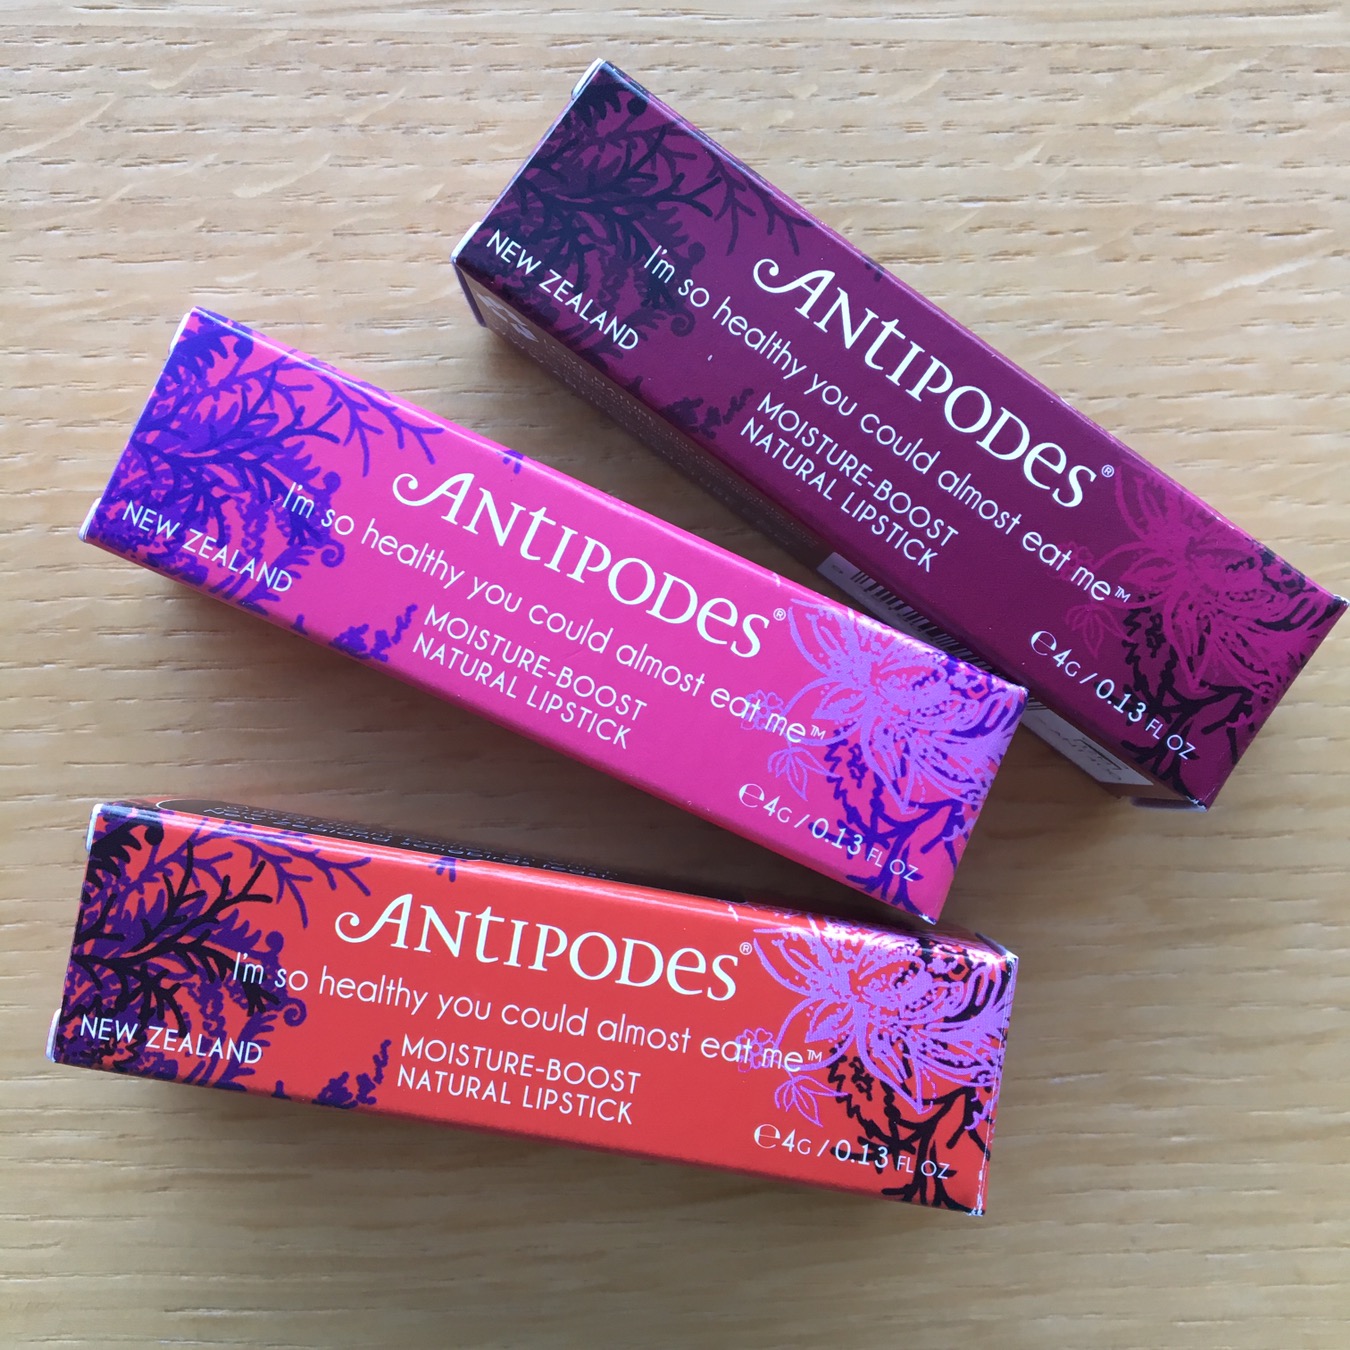 ANTIPODES®
I'm so healthy you could almost eat me™
NEW ZEALAND
MOISTURE-BOOST
NATURAL LIPSTICK
℮4G / 0.13 FL OZ
ANTIPODES®
I'm so healthy you could almost eat me™
NEW ZEALAND
MOISTURE-BOOST
NATURAL LIPSTICK
℮4G / 0.13 FL OZ
ANTIPODES®
I'm so healthy you could almost eat me™
NEW ZEALAND
MOISTURE-BOOST
NATURAL LIPSTICK
℮4G / 0.13 FL OZ